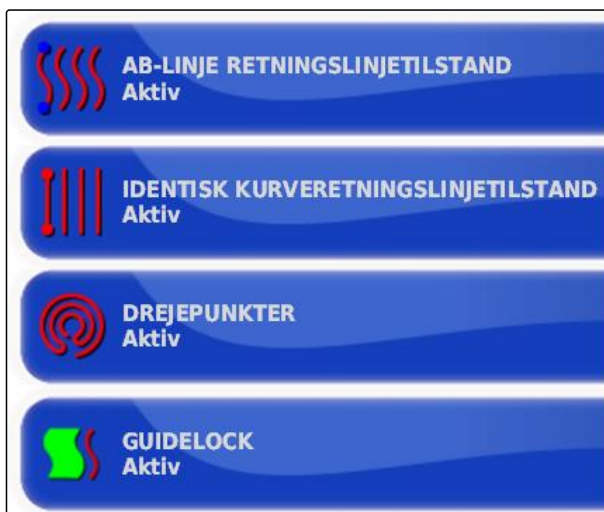 AB-LINJE RETNINGSLINJETILSTAND
Aktiv
IDENTISK KURVERETNINGSLINJETILSTAND
Aktiv
DREJEPUNKTER
Aktiv
GUIDELOCK
Aktiv